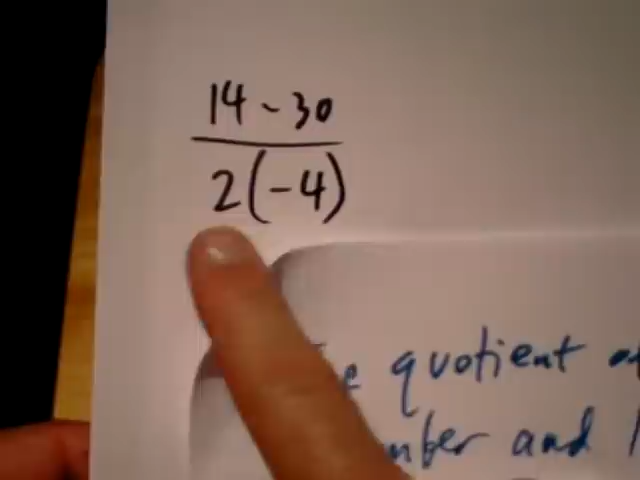 14 - 30
2(-4)
quotient
and